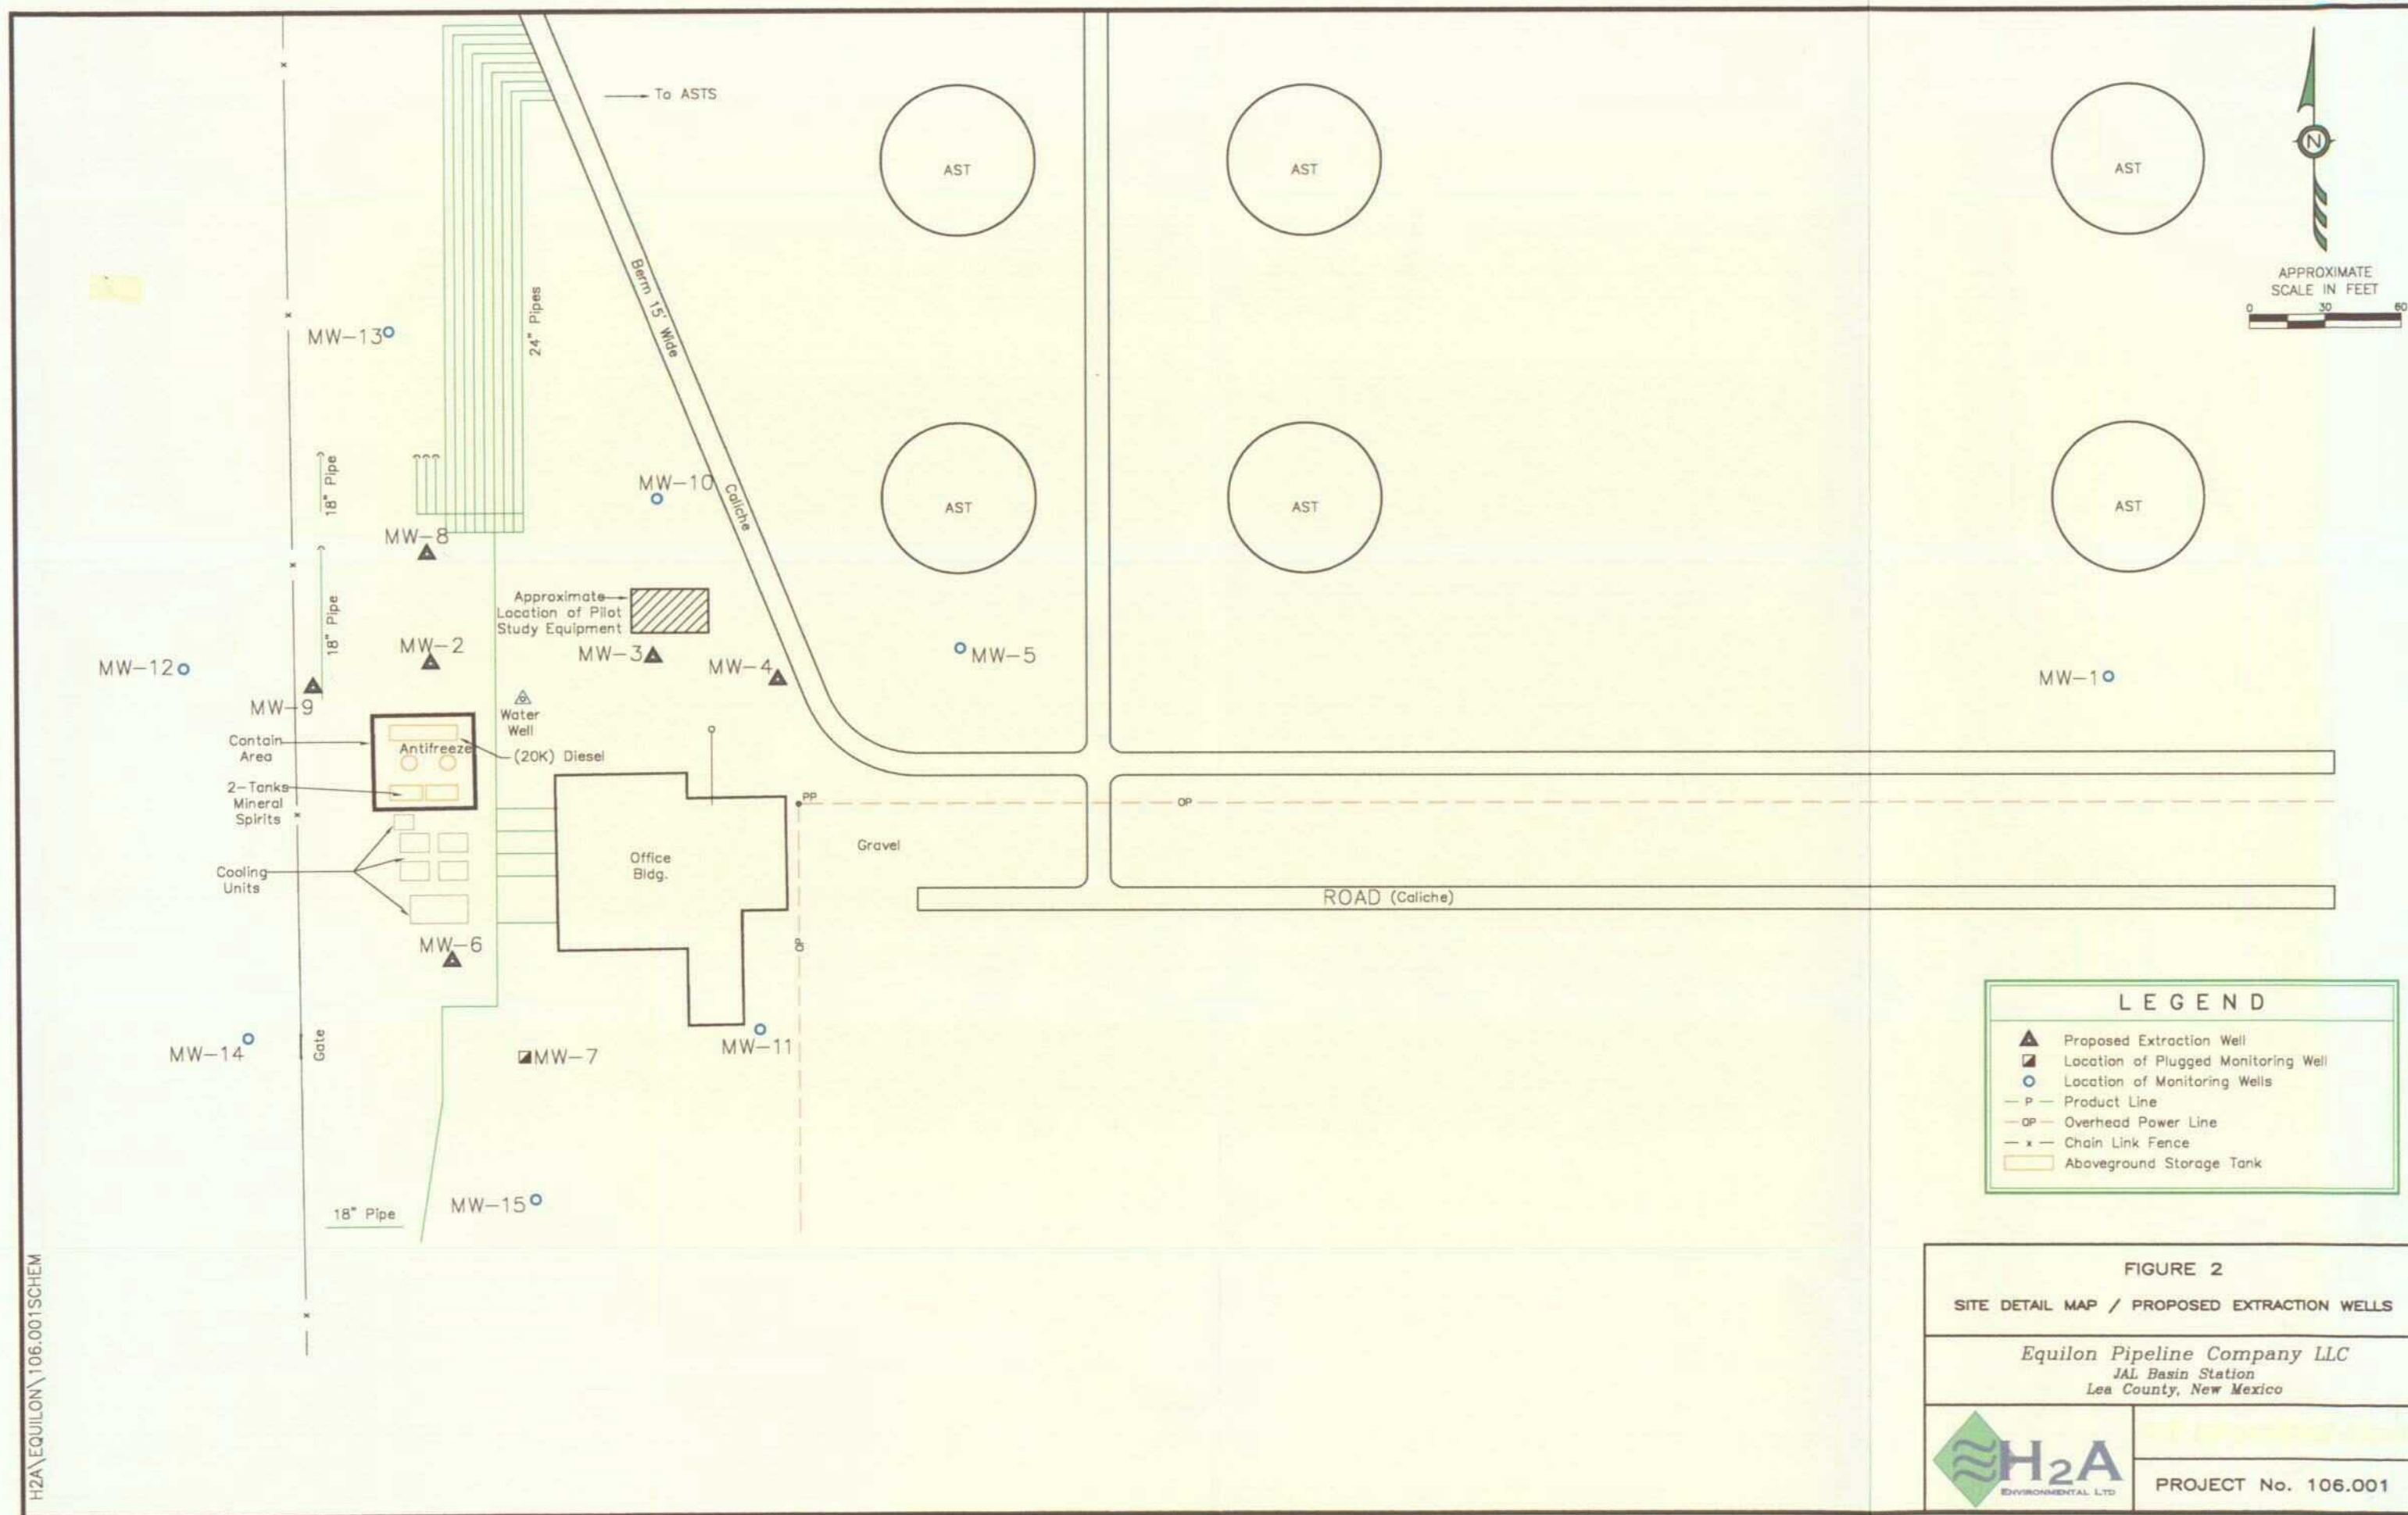 To ASTS
AST
AST
AST
N
APPROXIMATE
SCALE IN FEET
0 30 60
MW-13
24" Pipes
Berm 15' Wide
Caliche
18" Pipe
MW-10
AST
AST
AST
MW-8
18" Pipe
Approximate
Location of Pilot
Study Equipment
MW-2
MW-3
MW-4
MW-5
MW-12
MW-1
MW-9
Water
Well
Contain
Area
Antifreeze
(20K) Diesel
2-Tanks
Mineral
Spirits
PP
OP
Gravel
Office
Bldg.
Cooling
Units
ROAD (Caliche)
MW-6
OP
MW-14
Gate
MW-7
MW-11
18" Pipe
MW-15
LEGEND
Proposed Extraction Well
Location of Plugged Monitoring Well
Location of Monitoring Wells
P Product Line
OP Overhead Power Line
x Chain Link Fence
Aboveground Storage Tank
FIGURE 2
SITE DETAIL MAP / PROPOSED EXTRACTION WELLS
Equilon Pipeline Company LLC
JAL Basin Station
Lea County, New Mexico
H2A
ENVIRONMENTAL LTD
PROJECT No. 106.001
H2A\EQUILON\106.001SCHEM